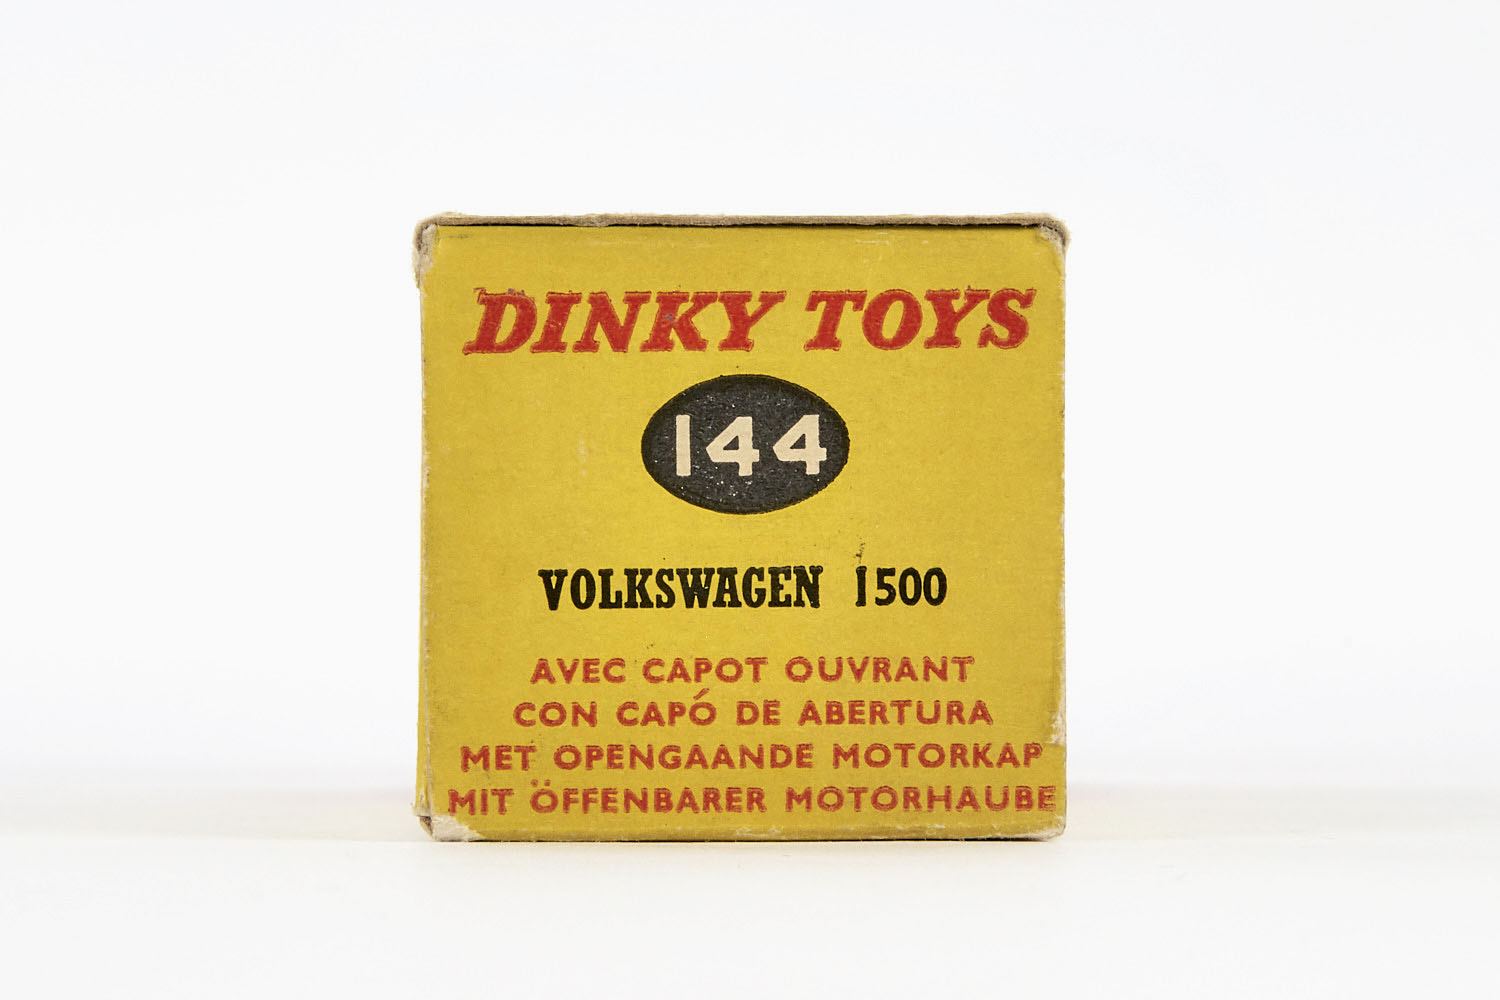 DINKY TOYS
144
VOLKSWAGEN 1500
AVEC CAPOT OUVRANT
CON CAPÓ DE ABERTURA
MET OPENGAANDE MOTORKAP
MIT ÖFFENBARER MOTORHAUBE